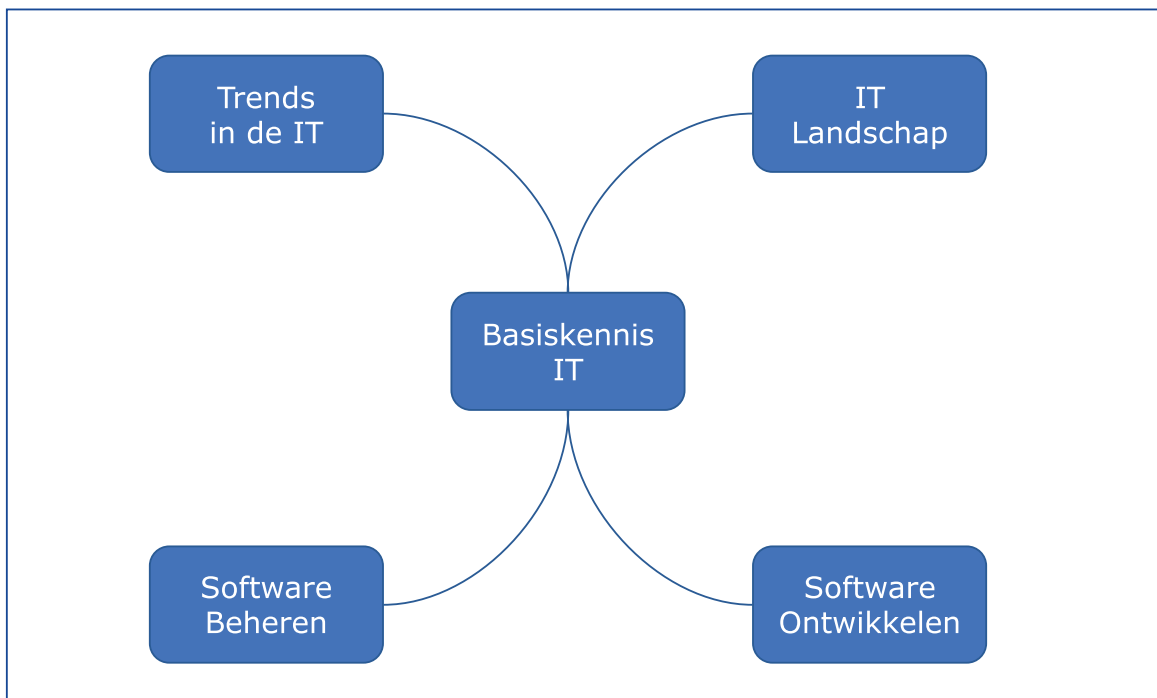 Trends
in de IT
IT
Landschap
Basiskennis
IT
Software
Beheren
Software
Ontwikkelen